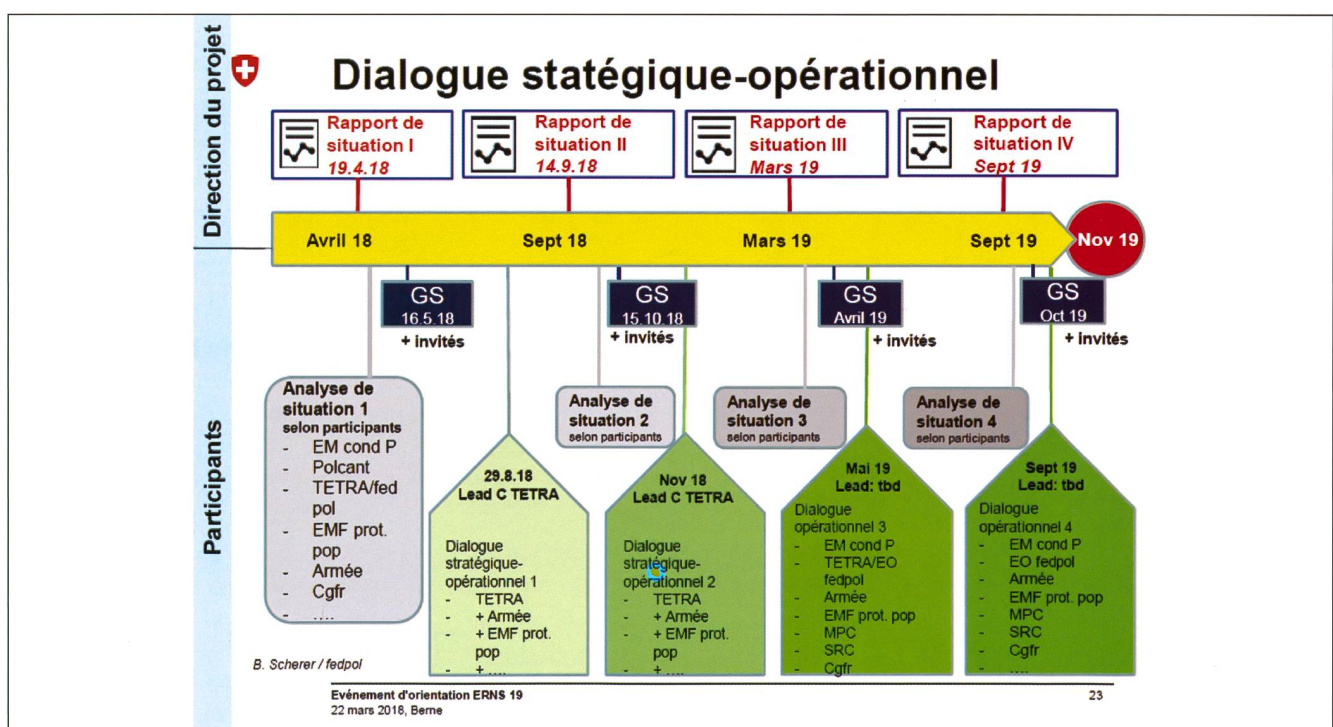 Direction du projet
Dialogue statégique-opérationnel
Rapport de
situation I
19.4.18
Rapport de
situation II
14.9.18
Rapport de
situation III
Mars 19
Rapport de
situation IV
Sept 19
Avril 18
Sept 18
Mars 19
Sept 19
Nov 19
GS
16.5.18
+ invités
GS
15.10.18
+ invités
GS
Avril 19
+ invités
GS
Oct 19
+ invités
Participants
Analyse de
situation 1
selon participants
- EM cond P
- Polcant
- TETRA/fed
pol
- EMF prot.
pop
- Armée
- Cgfr
- ....
Analyse de
situation 2
selon participants
Analyse de
situation 3
selon participants
Analyse de
situation 4
selon participants
29.8.18
Lead C TETRA
Dialogue
stratégique-
opérationnel 1
- TETRA
- + Armée
- + EMF prot.
pop
- + ....
Nov 18
Lead C TETRA
Dialogue
stratégique-
opérationnel 2
- TETRA
- + Armée
- + EMF prot.
pop
- + ....
Mai 19
Lead: tbd
Dialogue
opérationnel 3
- EM cond P
- TETRA/EO
fedpol
- Armée
- EMF prot. pop
- MPC
- SRC
- Cgfr
Sept 19
Lead: tbd
Dialogue
opérationnel 4
- EM cond P
- EO fedpol
- Armée
- EMF prot. pop
- MPC
- SRC
- Cgfr
- ....
B. Scherer / fedpol
Evénement d'orientation ERNS 19
22 mars 2018, Berne
23